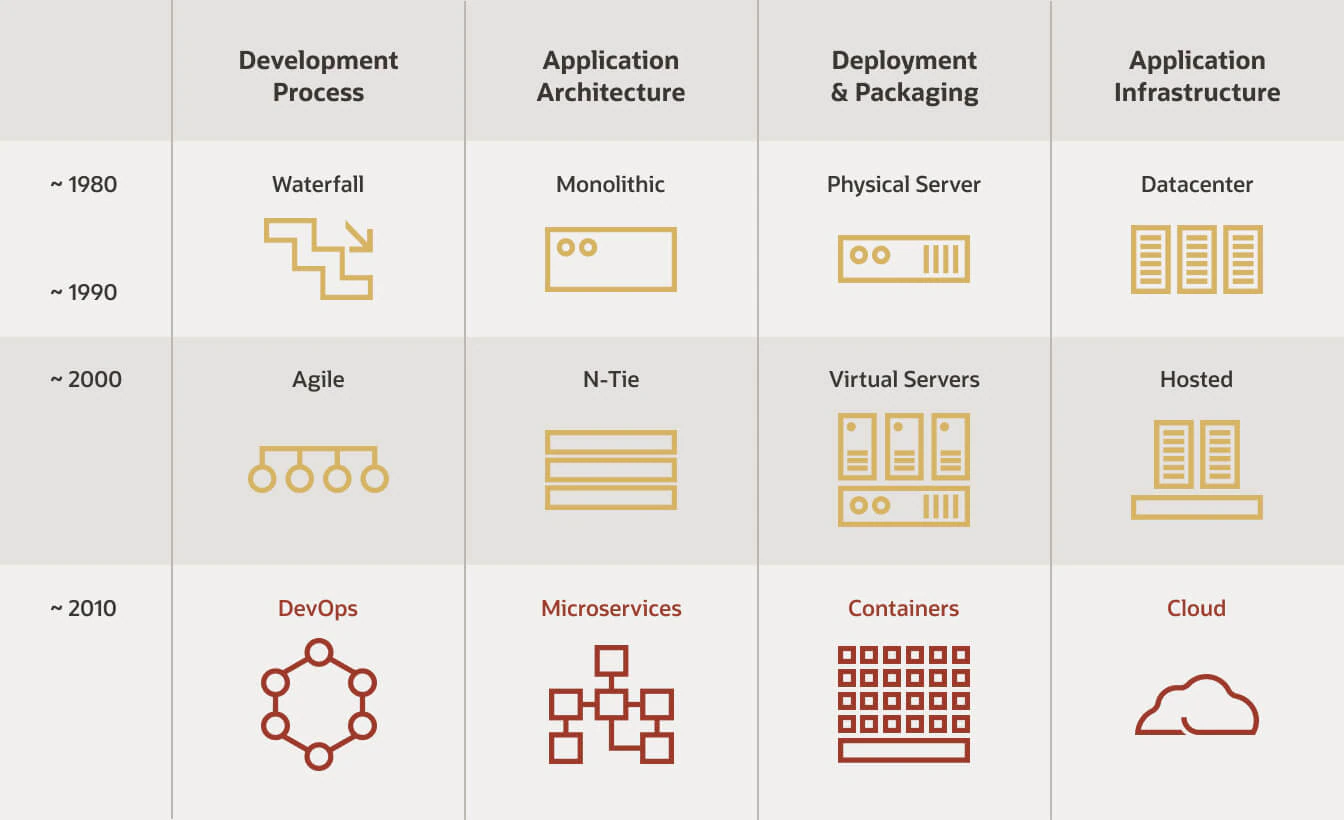 Development
Process
Application
Architecture
Deployment
& Packaging
Application
Infrastructure
~ 1980
Waterfall
Monolithic
Physical Server
Datacenter
~ 1990
~ 2000
Agile
N-Tie
Virtual Servers
Hosted
~ 2010
DevOps
Microservices
Containers
Cloud